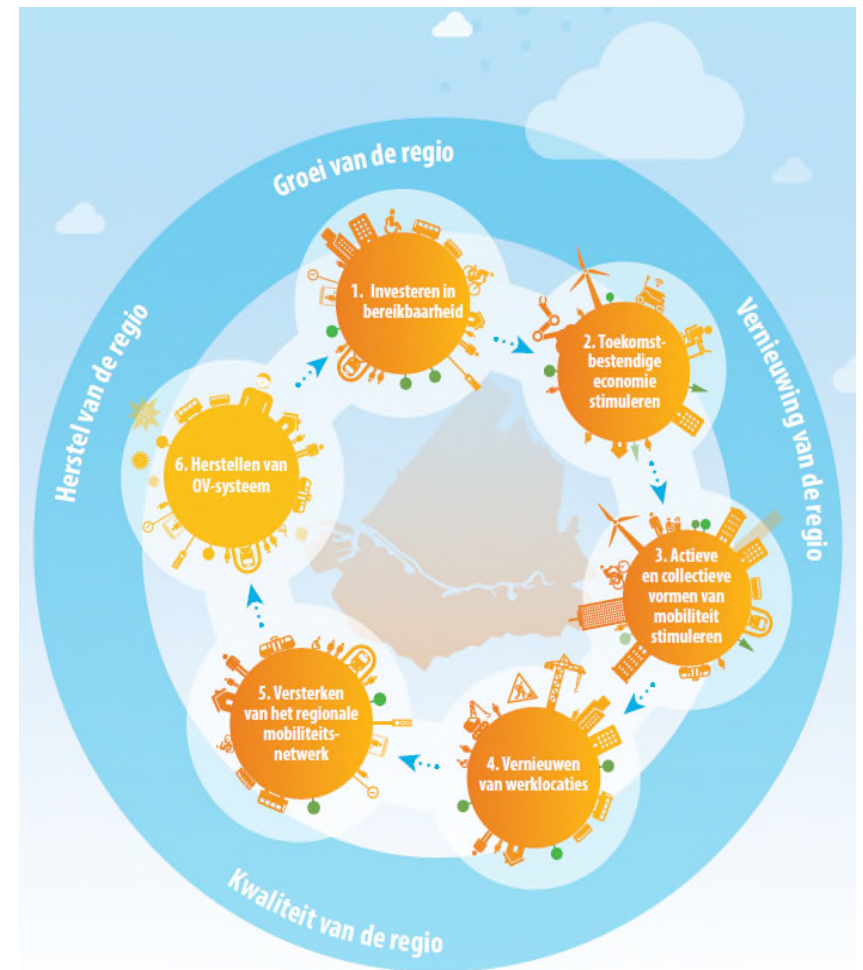 Groei van de regio
Vernieuwing van de regio
Kwaliteit van de regio
Herstel van de regio
1. Investeren in
bereikbaarheid
2. Toekomst-
bestendige
economie
stimuleren
3. Actieve
en collectieve
vormen van
mobiliteit
stimuleren
4. Vernieuwen
van werklocaties
5. Versterken
van het regionale
mobiliteits-
netwerk
6. Herstellen van
OV-systeem